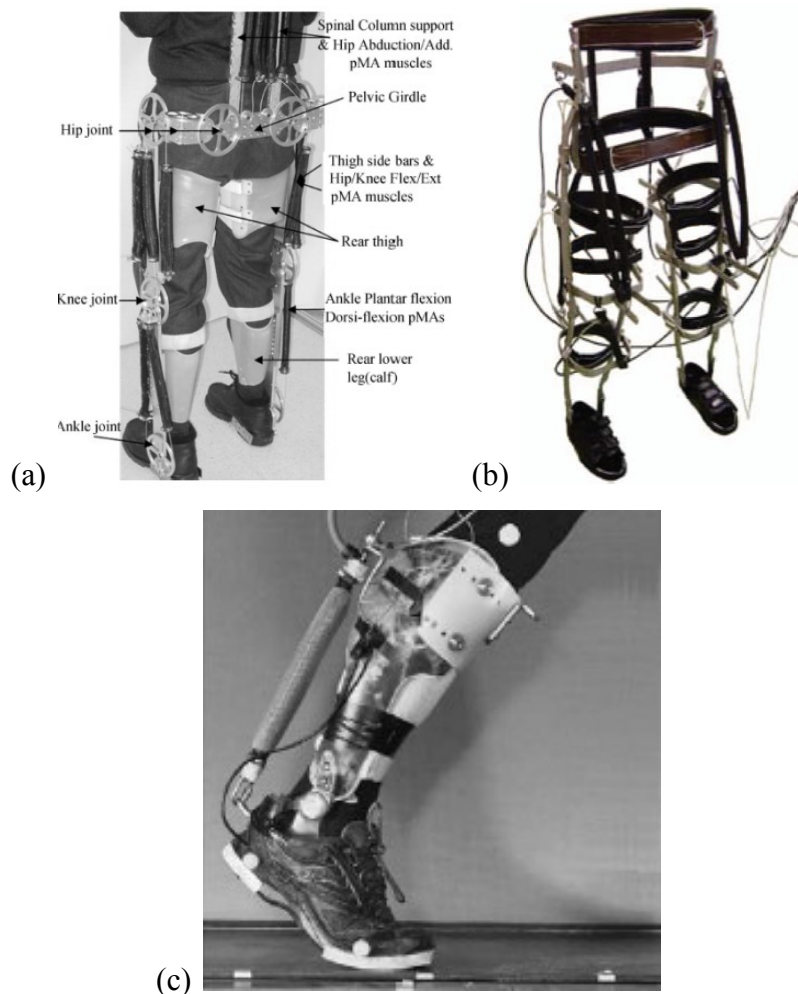 Spinal Column support
& Hip Abduction/Add.
pMA muscles
Pelvic Girdle
Hip joint
Thigh side bars &
Hip/Knee Flex/Ext
pMA muscles
Rear thigh
Knee joint
Ankle Plantar flexion
Dorsi-flexion pMAs
Rear lower
leg(calf)
Ankle joint
(a)
(b)
(c)